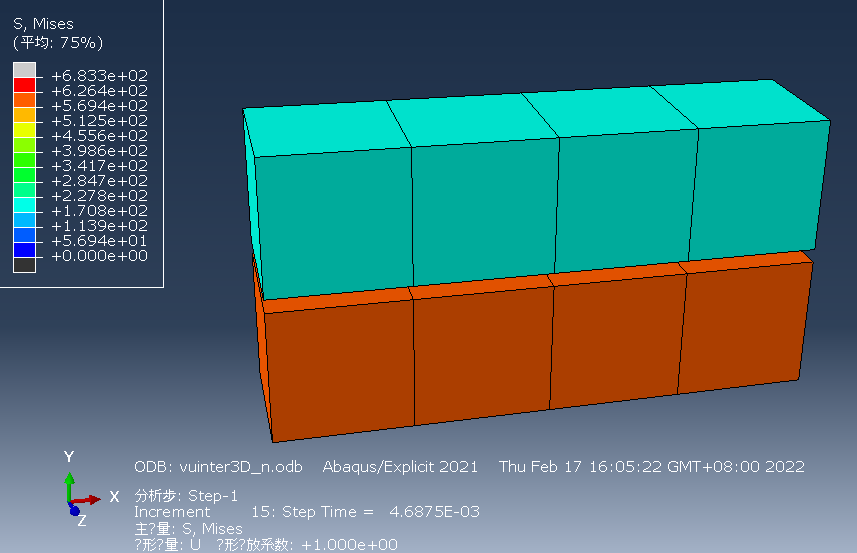 S, Mises
(平均: 75%)
+6.833e+02
+6.264e+02
+5.694e+02
+5.125e+02
+4.556e+02
+3.986e+02
+3.417e+02
+2.847e+02
+2.278e+02
+1.708e+02
+1.139e+02
+5.694e+01
+0.000e+00
Y
X
Z
ODB: vuinter3D_n.odb Abaqus/Explicit 2021 Thu Feb 17 16:05:22 GMT+08:00 2022
分析步: Step-1
Increment 15: Step Time = 4.6875E-03
主?量: S, Mises
?形?量: U ?形?放系数: +1.000e+00